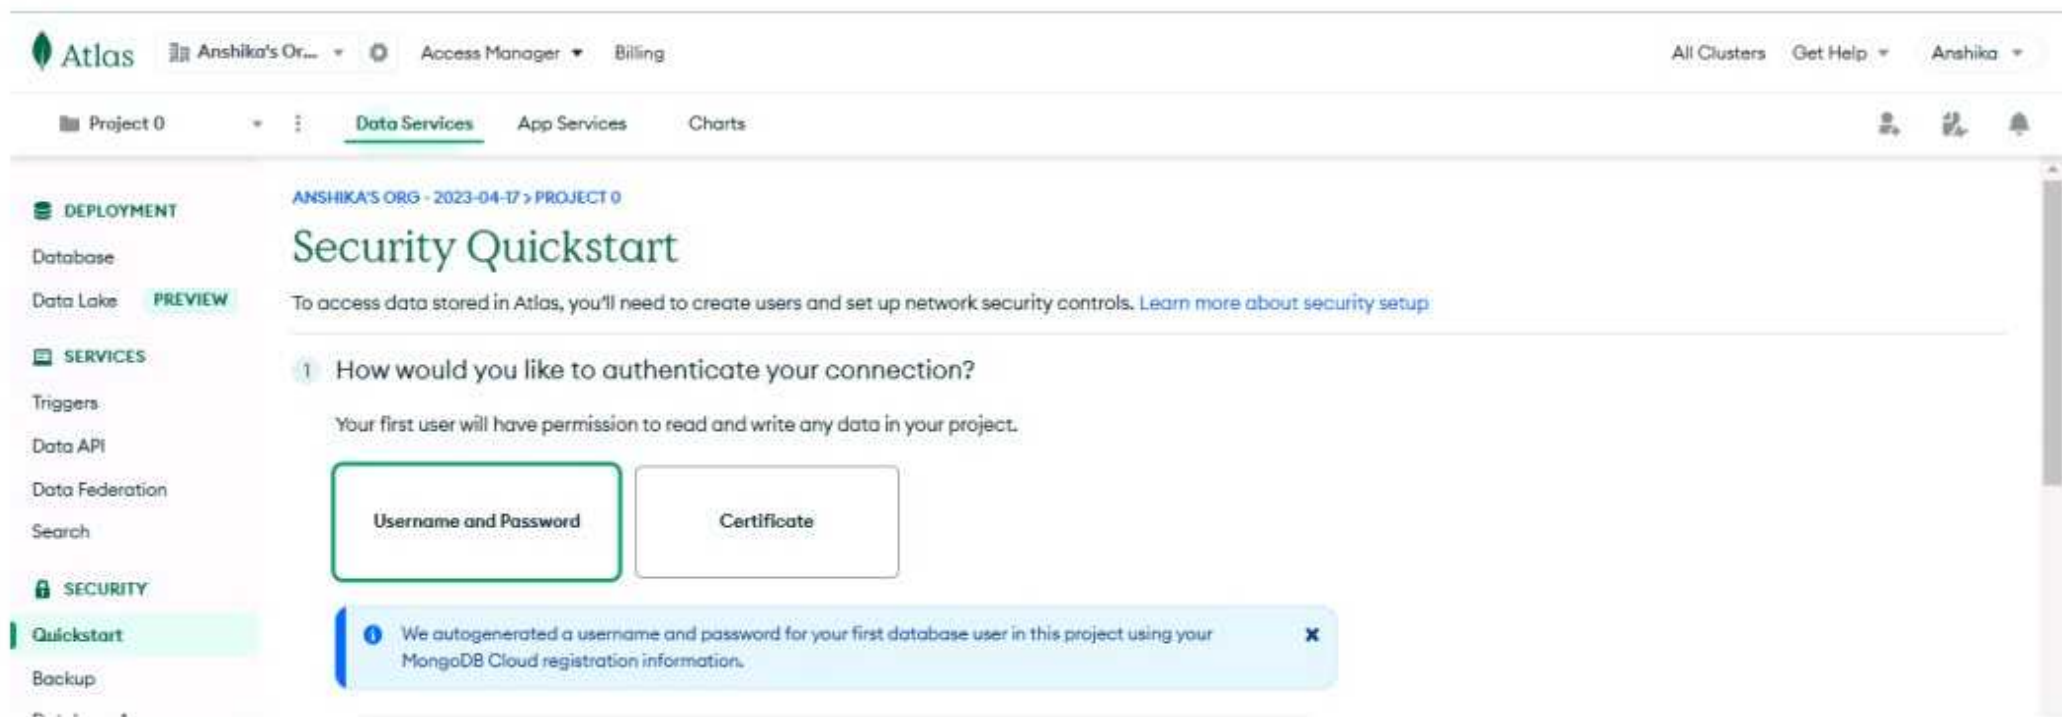 Atlas Anshika's Or... Access Manager Billing All Clusters Get Help Anshika
Project 0 Data Services App Services Charts
DEPLOYMENT
Database
Data Lake PREVIEW
SERVICES
Triggers
Data API
Data Federation
Search
SECURITY
Quickstart
Backup
ANSHIKA'S ORG - 2023-04-17 > PROJECT 0
Security Quickstart
To access data stored in Atlas, you'll need to create users and set up network security controls. Learn more about security setup
1 How would you like to authenticate your connection?
Your first user will have permission to read and write any data in your project.
Username and Password Certificate
We autogenerated a username and password for your first database user in this project using your
MongoDB Cloud registration information.